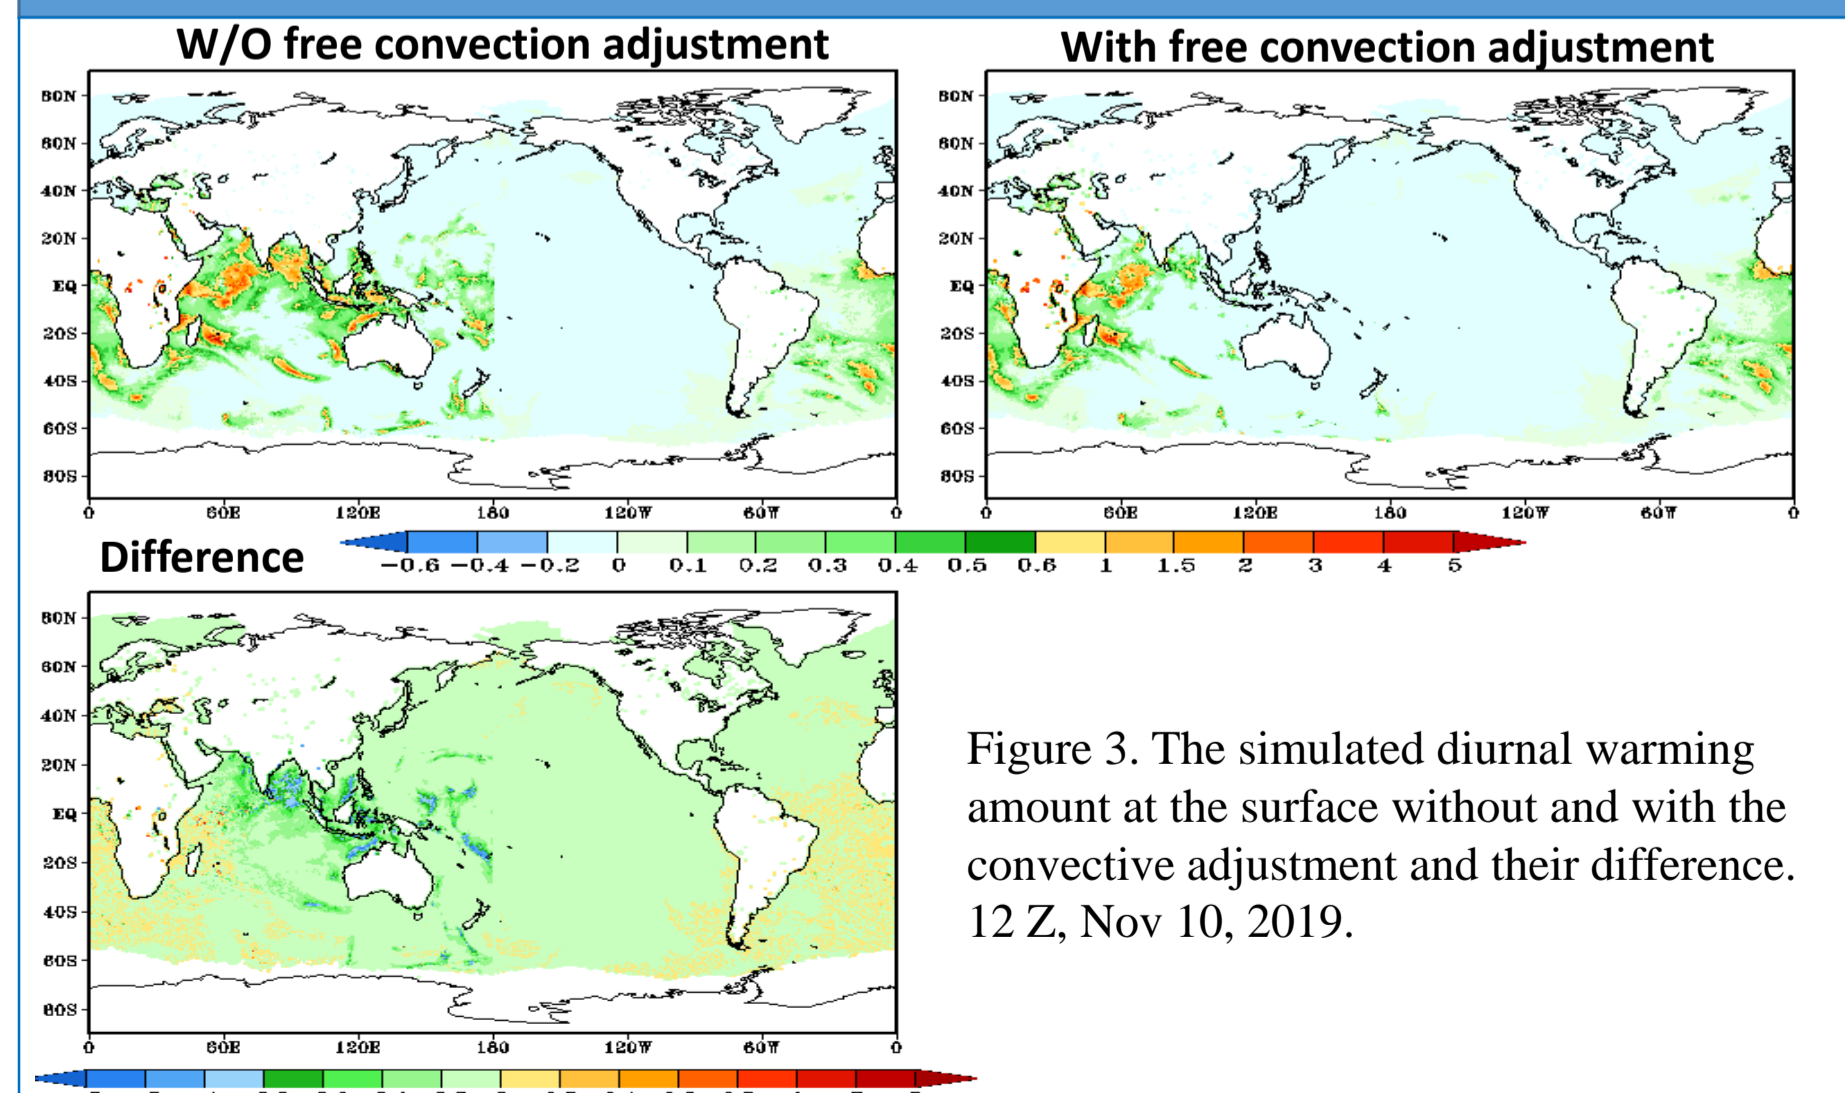 W/O free convection adjustment
With free convection adjustment
80N
60N
40N
20N
EQ
20S
40S
60S
80S
0 60E 120E 180 120W 60W 0
80N
60N
40N
20N
EQ
20S
40S
60S
80S
0 60E 120E 180 120W 60W 0
Difference
-0.6 -0.4 -0.2 0 0.1 0.2 0.3 0.4 0.5 0.6 1 1.5 2 3 4 5
80N
60N
40N
20N
EQ
20S
40S
60S
80S
0 60E 120E 180 120W 60W 0
Figure 3. The simulated diurnal warming
amount at the surface without and with the
convective adjustment and their difference.
12 Z, Nov 10, 2019.